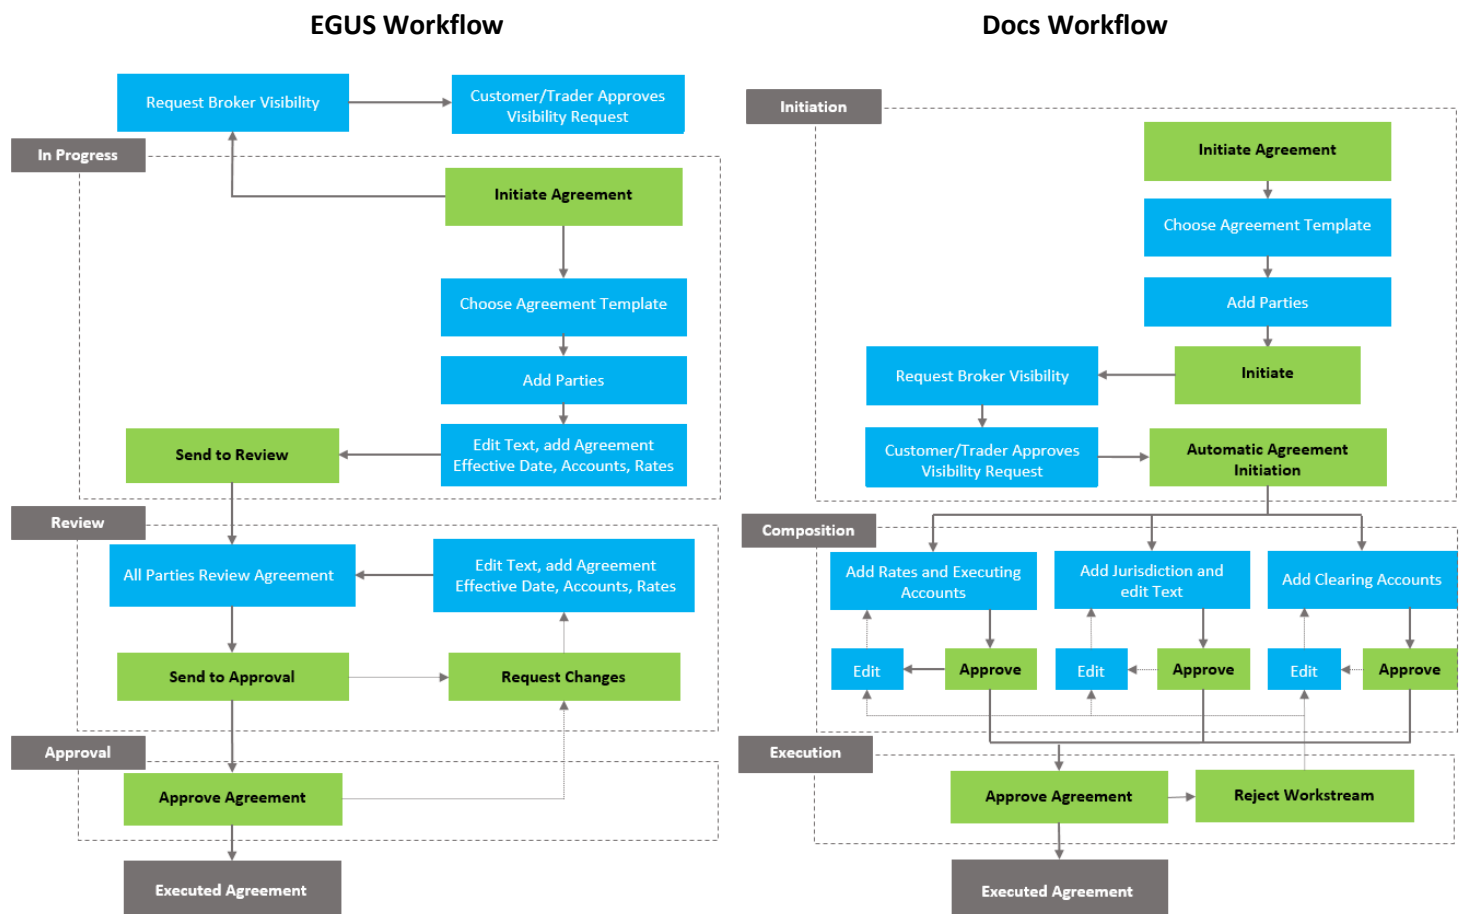 EGUS Workflow
Request Broker Visibility
Customer/Trader Approves
Visibility Request
In Progress
Initiate Agreement
Choose Agreement Template
Add Parties
Edit Text, add Agreement
Effective Date, Accounts, Rates
Send to Review
Review
All Parties Review Agreement
Edit Text, add Agreement
Effective Date, Accounts, Rates
Send to Approval
Request Changes
Approval
Approve Agreement
Executed Agreement
Docs Workflow
Initiation
Initiate Agreement
Choose Agreement Template
Add Parties
Initiate
Request Broker Visibility
Customer/Trader Approves
Visibility Request
Automatic Agreement
Initiation
Composition
Add Rates and Executing
Accounts
Add Jurisdiction and
edit Text
Add Clearing Accounts
Edit
Approve
Edit
Approve
Edit
Approve
Execution
Approve Agreement
Reject Workstream
Executed Agreement